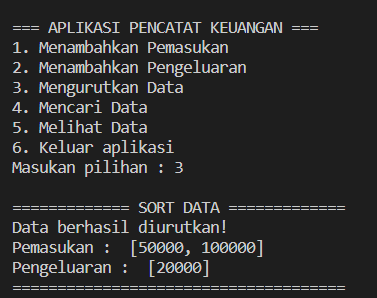 === APLIKASI PENCATAT KEUANGAN ===
1. Menambahkan Pemasukan
2. Menambahkan Pengeluaran
3. Mengurutkan Data
4. Mencari Data
5. Melihat Data
6. Keluar aplikasi
Masukan pilihan : 3
============= SORT DATA =============
Data berhasil diurutkan!
Pemasukan :  [50000, 100000]
Pengeluaran :  [20000]
=====================================